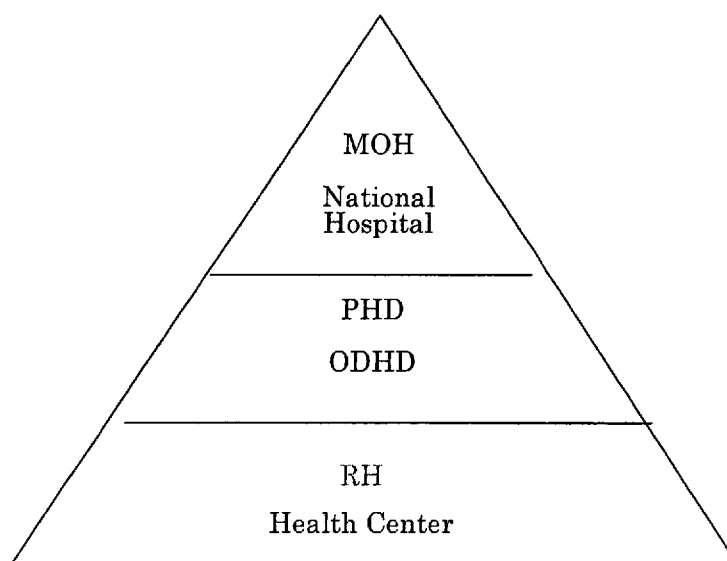 MOH
National
Hospital
PHD
ODHD
RH
Health Center